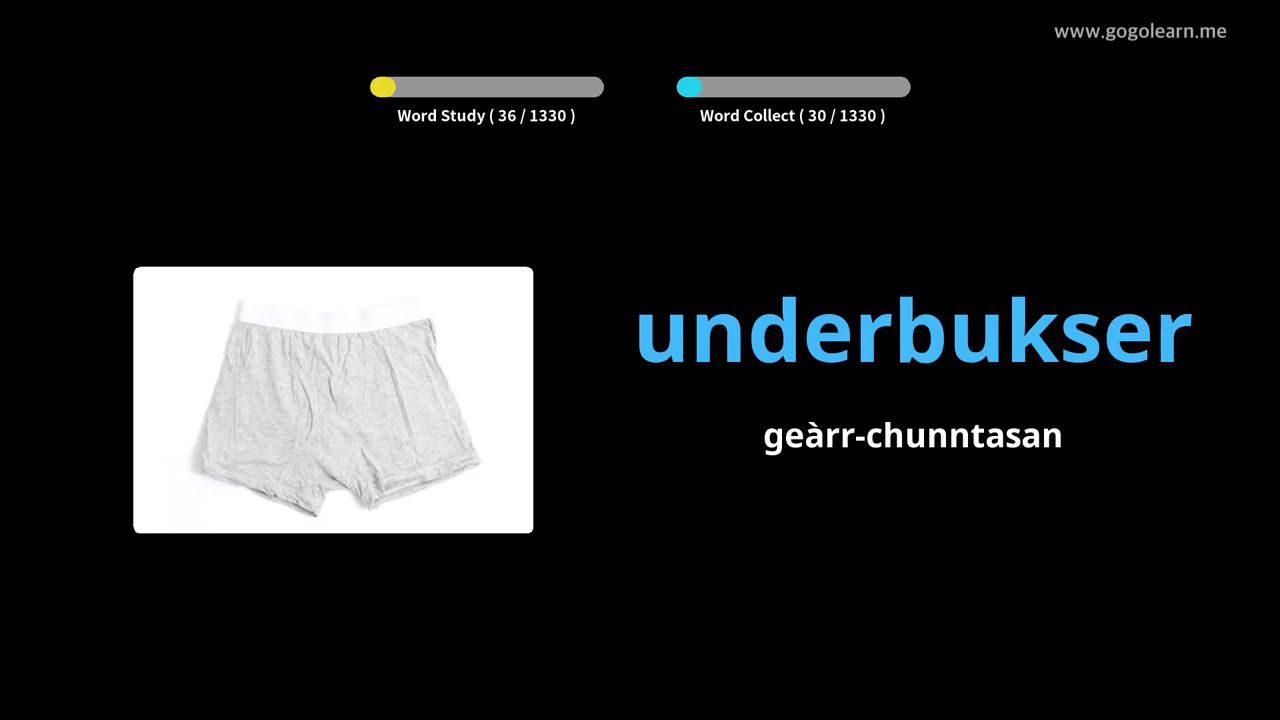 www.gogolearn.me
Word Study ( 36 / 1330 )
Word Collect ( 30 / 1330 )
underbukser
geàrr-chunntasan